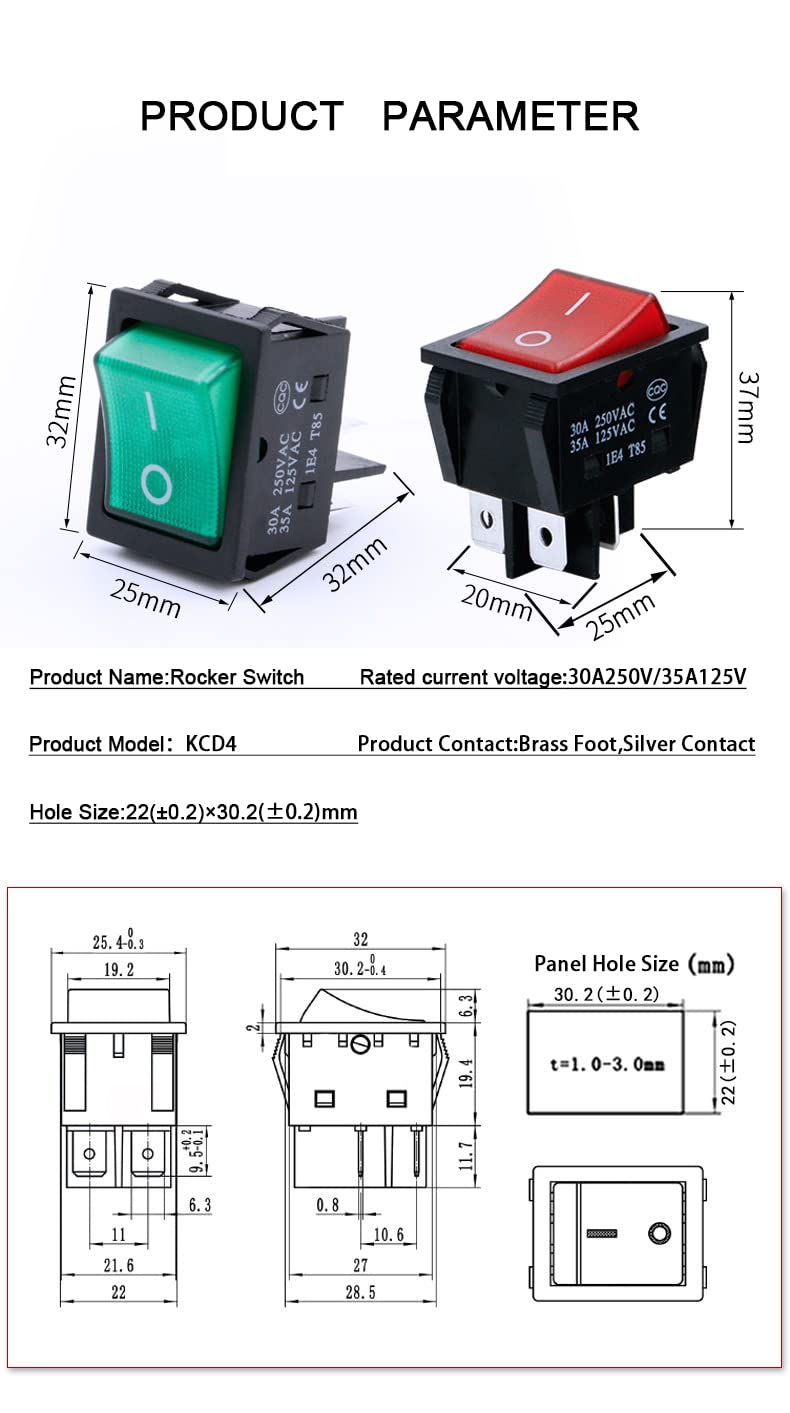 PRODUCT PARAMETER
32mm
25mm
32mm
I
O
30A 250VAC
35A 125VAC
1E4 T85
CQC
CE
I
O
30A 250VAC
35A 125VAC
1E4 T85
CQC
CE
37mm
20mm
25mm
Product Name:Rocker Switch Rated current voltage:30A250V/35A125V
Product Model：KCD4 Product Contact:Brass Foot,Silver Contact
Hole Size:22(±0.2)×30.2(±0.2)mm
25.4-0.3 0
19.2
9.5-0.1 +0.2
6.3
11
21.6
22
32
30.2-0.4 0
2
6.3
19.4
11.7
0.8
10.6
27
28.5
Panel Hole Size (mm)
30.2(±0.2)
t=1.0-3.0mm
22(±0.2)